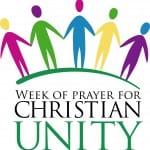 WEEK OF PRAYER FOR
CHRISTIAN
UNITY